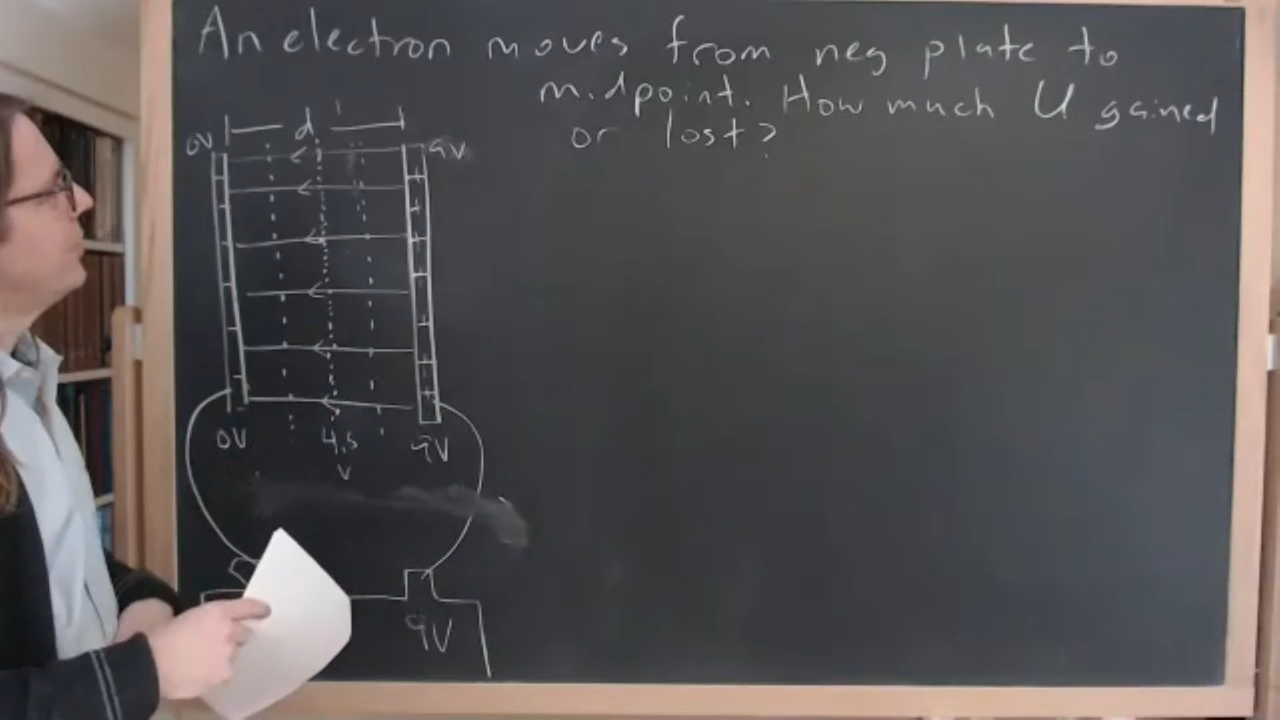 An electron moves from neg plate to
midpoint. How much U gained
or lost?
d
0V 9V
0V 4.5 9V
V
9V